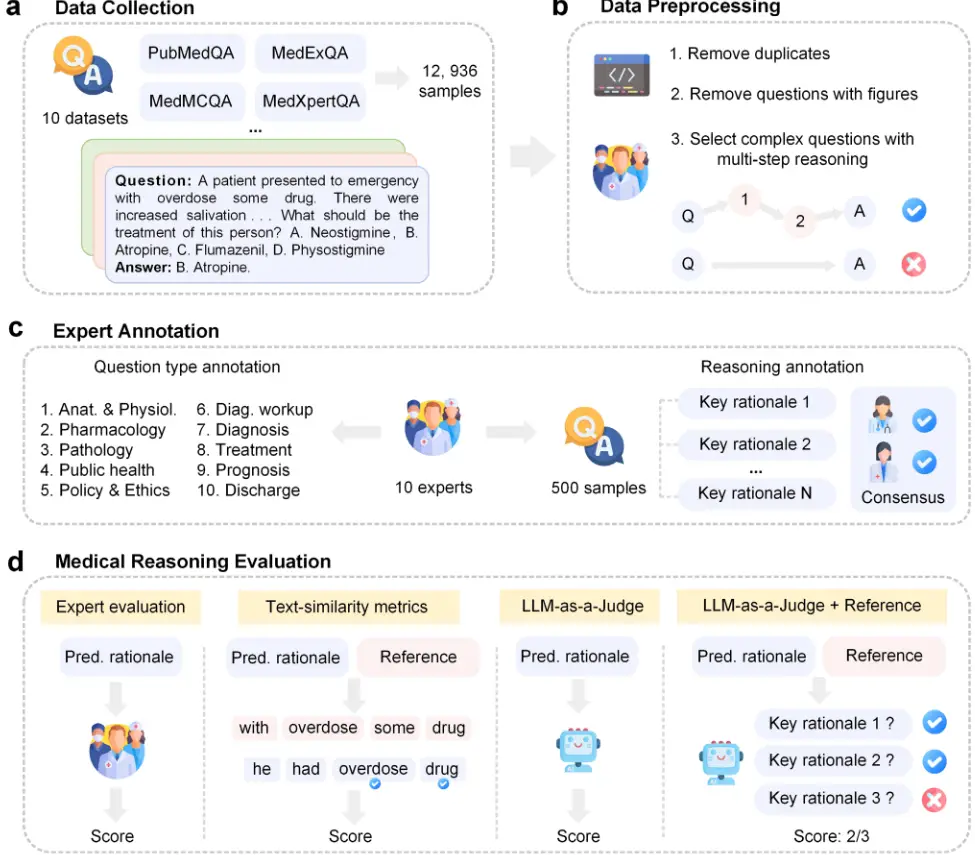 a Data Collection
Q
A
10 datasets
PubMedQA
MedExQA
MedMCQA
MedXpertQA
...
12, 936
samples
Question: A patient presented to emergency
with overdose some drug. There were
increased salivation . . . What should be the
treatment of this person? A. Neostigmine, B.
Atropine, C. Flumazenil, D. Physostigmine
Answer: B. Atropine.
b Data Preprocessing
</>
1. Remove duplicates
2. Remove questions with figures
3. Select complex questions with
multi-step reasoning
Q 1 2 A
Q A
c Expert Annotation
Question type annotation
1. Anat. & Physiol.
2. Pharmacology
3. Pathology
4. Public health
5. Policy & Ethics
6. Diag. workup
7. Diagnosis
8. Treatment
9. Prognosis
10. Discharge
10 experts
Q
A
500 samples
Reasoning annotation
Key rationale 1
Key rationale 2
...
Key rationale N
Consensus
d Medical Reasoning Evaluation
Expert evaluation
Pred. rationale
Score
Text-similarity metrics
Pred. rationale Reference
with overdose some drug
he had overdose drug
Score
LLM-as-a-Judge
Pred. rationale
Score
LLM-as-a-Judge + Reference
Pred. rationale Reference
Key rationale 1 ?
Key rationale 2 ?
Key rationale 3 ?
Score: 2/3